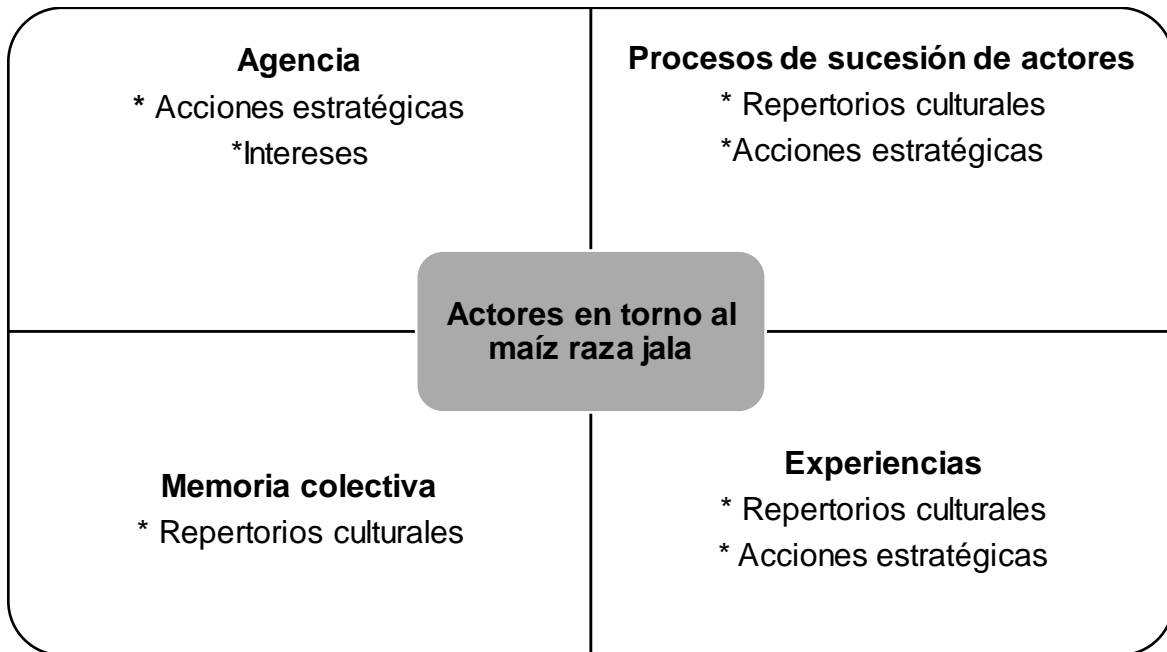 Agencia
* Acciones estratégicas
*Intereses
Procesos de sucesión de actores
* Repertorios culturales
*Acciones estratégicas
Actores en torno al
maíz raza jala
Memoria colectiva
* Repertorios culturales
Experiencias
* Repertorios culturales
* Acciones estratégicas